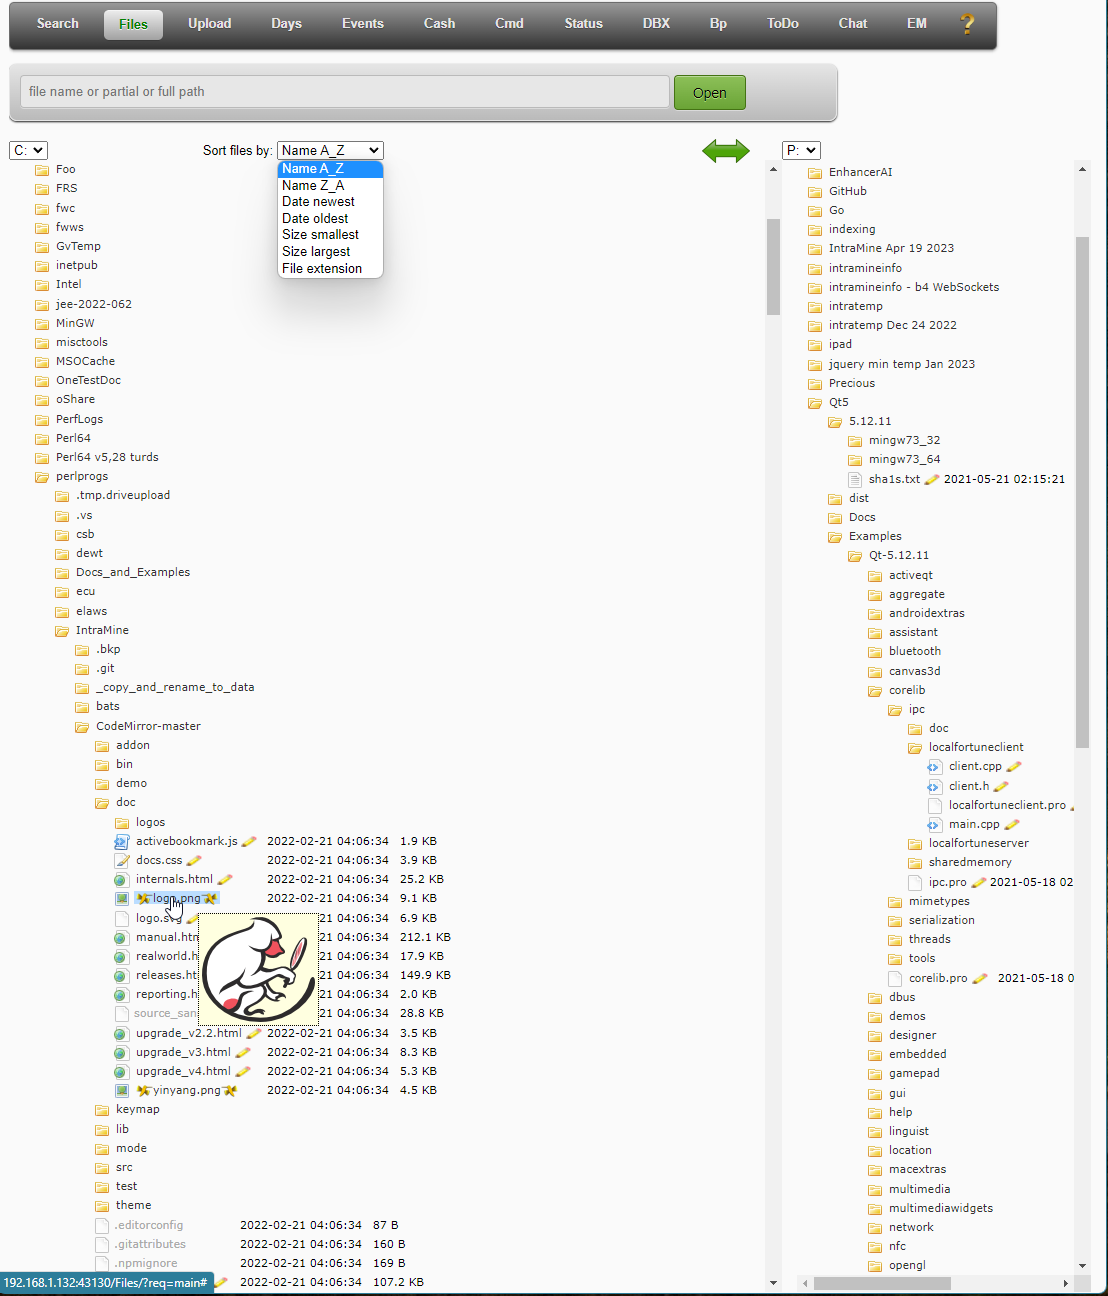 Search Files Upload Days Events Cash Cmd Status DBX Bp ToDo Chat EM ?
file name or partial or full path Open
C: Sort files by: Name A_Z P:
Name A_Z
Name Z_A
Date newest
Date oldest
Size smallest
Size largest
File extension
Foo
FRS
fwc
fwws
GvTemp
inetpub
Intel
jee-2022-062
MinGW
misctools
MSOCache
OneTestDoc
oShare
PerfLogs
Perl64
Perl64 v5,28 turds
perlprogs
.tmp.driveupload
.vs
csb
dewt
Docs_and_Examples
ecu
elaws
IntraMine
.bkp
.git
_copy_and_rename_to_data
bats
CodeMirror-master
addon
bin
demo
doc
logos
activebookmark.js 2022-02-21 04:06:34 1.9 KB
docs.css 2022-02-21 04:06:34 3.9 KB
internals.html 2022-02-21 04:06:34 25.2 KB
logo.png 2022-02-21 04:06:34 9.1 KB
logo.svg 21 04:06:34 6.9 KB
manual.htm 21 04:06:34 212.1 KB
realworld.h 21 04:06:34 17.9 KB
releases.ht 21 04:06:34 149.9 KB
reporting.h 21 04:06:34 2.0 KB
source_san 21 04:06:34 28.8 KB
upgrade_v2.2.html 2022-02-21 04:06:34 3.5 KB
upgrade_v3.html 2022-02-21 04:06:34 8.3 KB
upgrade_v4.html 2022-02-21 04:06:34 5.3 KB
yinyang.png 2022-02-21 04:06:34 4.5 KB
keymap
lib
mode
src
test
theme
.editorconfig 2022-02-21 04:06:34 87 B
.gitattributes 2022-02-21 04:06:34 160 B
.npmignore 2022-02-21 04:06:34 169 B
2022-02-21 04:06:34 107.2 KB
192.168.1.132:43130/Files/?req=main#
EnhancerAI
GitHub
Go
indexing
IntraMine Apr 19 2023
intramineinfo
intramineinfo - b4 WebSockets
intratemp
intratemp Dec 24 2022
ipad
jquery min temp Jan 2023
Precious
Qt5
5.12.11
mingw73_32
mingw73_64
sha1s.txt 2021-05-21 02:15:21
dist
Docs
Examples
Qt-5.12.11
activeqt
aggregate
androidextras
assistant
bluetooth
canvas3d
corelib
ipc
doc
localfortuneclient
client.cpp
client.h
localfortuneclient.pro
main.cpp
localfortuneserver
sharedmemory
ipc.pro 2021-05-18 02
mimetypes
serialization
threads
tools
corelib.pro 2021-05-18 0
dbus
demos
designer
embedded
gamepad
gui
help
linguist
location
macextras
multimedia
multimediawidgets
network
nfc
opengl